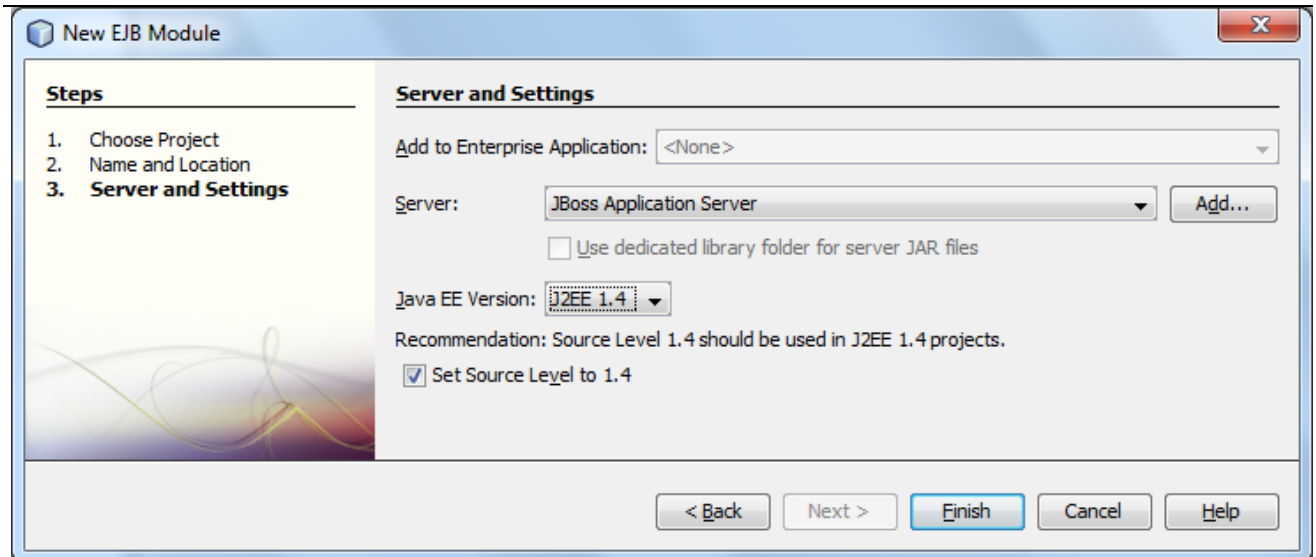 New EJB Module
Steps
1. Choose Project
2. Name and Location
3. Server and Settings
Server and Settings
Add to Enterprise Application: <None>
Server: JBoss Application Server Add...
Use dedicated library folder for server JAR files
Java EE Version: J2EE 1.4
Recommendation: Source Level 1.4 should be used in J2EE 1.4 projects.
Set Source Level to 1.4
< Back Next > Finish Cancel Help